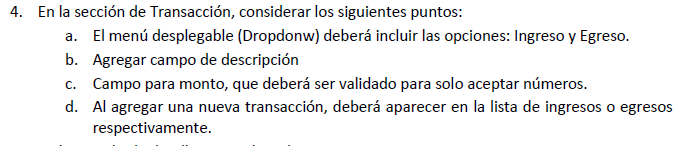 4. En la sección de Transacción, considerar los siguientes puntos:
a. El menú desplegable (Dropdonw) deberá incluir las opciones: Ingreso y Egreso.
b. Agregar campo de descripción
c. Campo para monto, que deberá ser validado para solo aceptar números.
d. Al agregar una nueva transacción, deberá aparecer en la lista de ingresos o egresos
respectivamente.